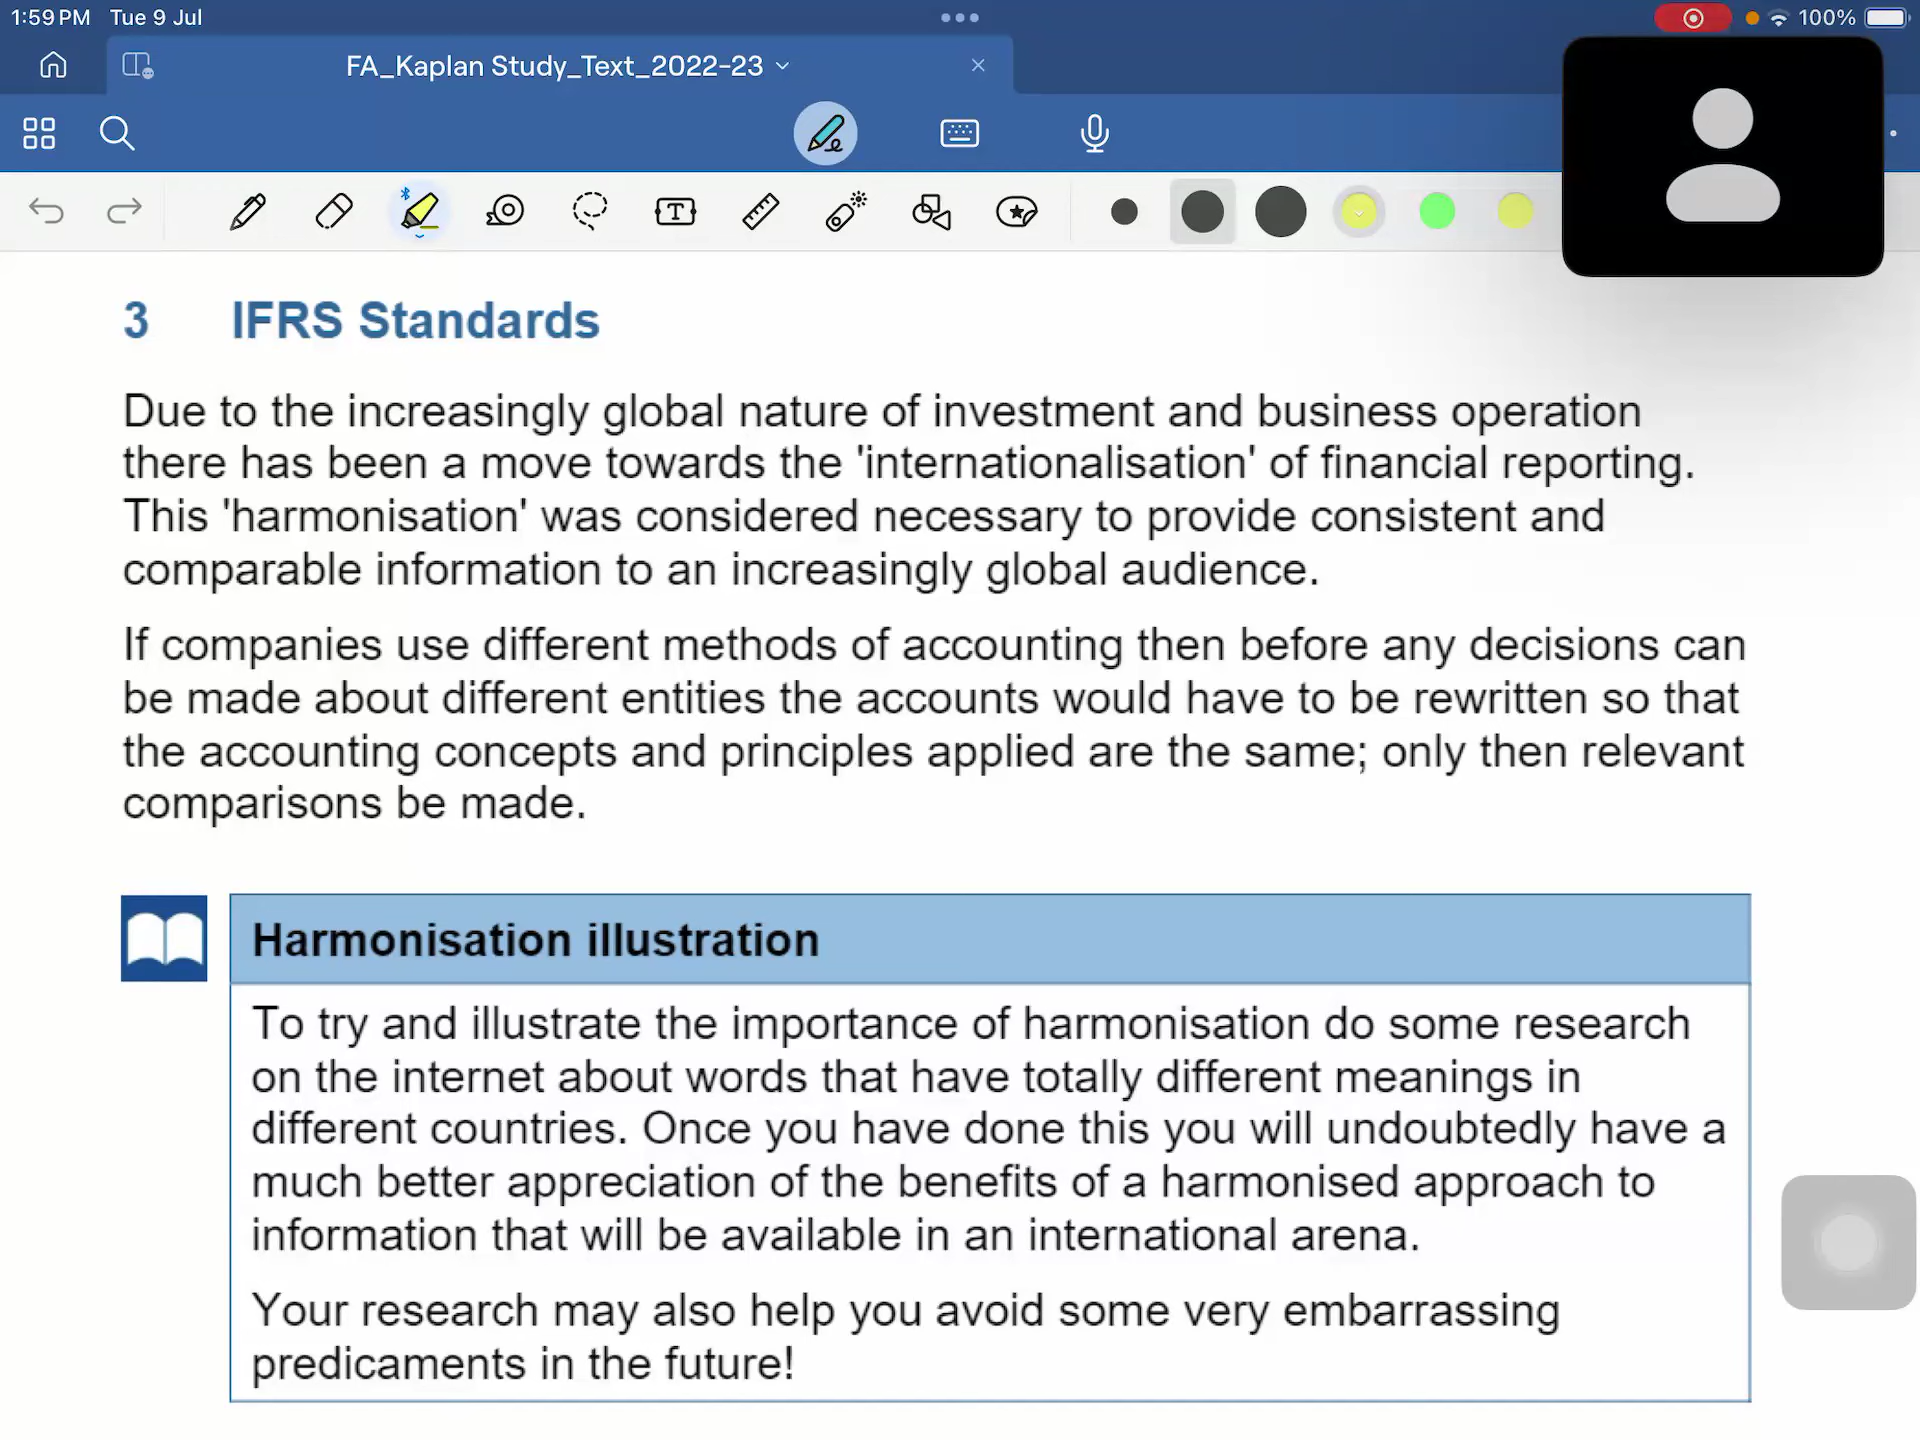 1:59 PM Tue 9 Jul
100%
FA_Kaplan Study_Text_2022-23
3 IFRS Standards
Due to the increasingly global nature of investment and business operation
there has been a move towards the 'internationalisation' of financial reporting.
This 'harmonisation' was considered necessary to provide consistent and
comparable information to an increasingly global audience.
If companies use different methods of accounting then before any decisions can
be made about different entities the accounts would have to be rewritten so that
the accounting concepts and principles applied are the same; only then relevant
comparisons be made.
Harmonisation illustration
To try and illustrate the importance of harmonisation do some research
on the internet about words that have totally different meanings in
different countries. Once you have done this you will undoubtedly have a
much better appreciation of the benefits of a harmonised approach to
information that will be available in an international arena.
Your research may also help you avoid some very embarrassing
predicaments in the future!